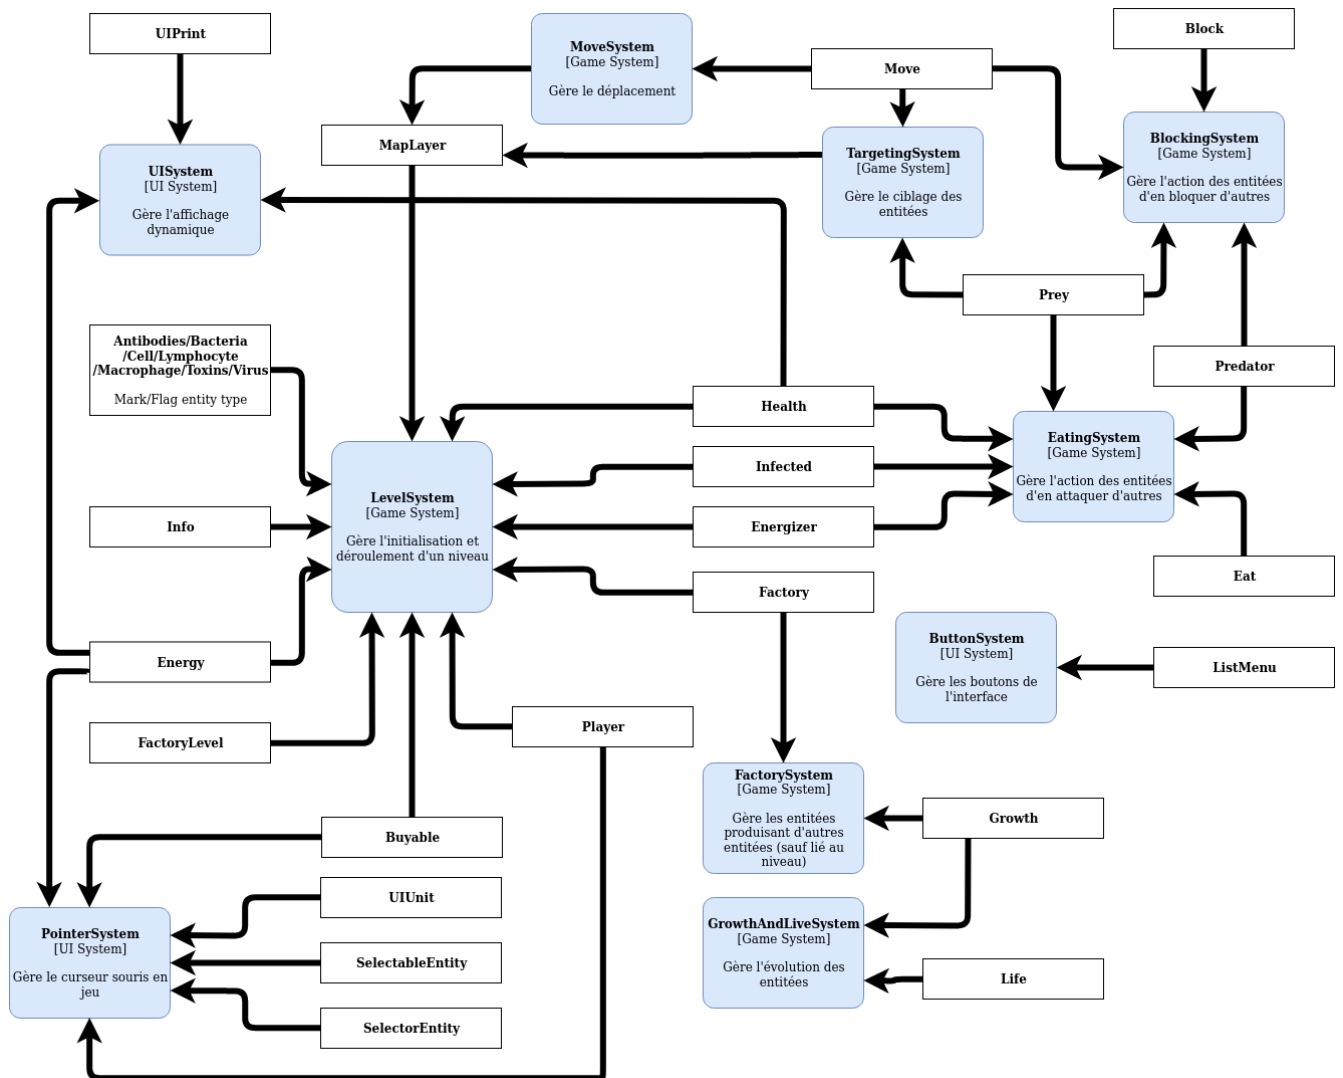 UIPrint
MoveSystem
[Game System]
Gère le déplacement
Move
Block
MapLayer
UISystem
[UI System]
Gère l'affichage
dynamique
TargetingSystem
[Game System]
Gère le ciblage des
entitées
BlockingSystem
[Game System]
Gère l'action des entitées
d'en bloquer d'autres
Prey
Predator
Antibodies/Bacteria
/Cell/Lymphocyte
/Macrophage/Toxins/Virus
Mark/Flag entity type
Health
Infected
Energizer
Factory
EatingSystem
[Game System]
Gère l'action des entitées
d'en attaquer d'autres
LevelSystem
[Game System]
Gère l'initialisation et
déroulement d'un niveau
Info
Eat
Energy
ButtonSystem
[UI System]
Gère les boutons de
l'interface
ListMenu
FactoryLevel
Player
FactorySystem
[Game System]
Gère les entités
produisant d'autres
entitées (sauf lié au
niveau)
Growth
Buyable
UIUnit
PointerSystem
[UI System]
Gère le curseur souris en
jeu
SelectableEntity
SelectorEntity
GrowthAndLiveSystem
[Game System]
Gère l'évolution des
entitées
Life